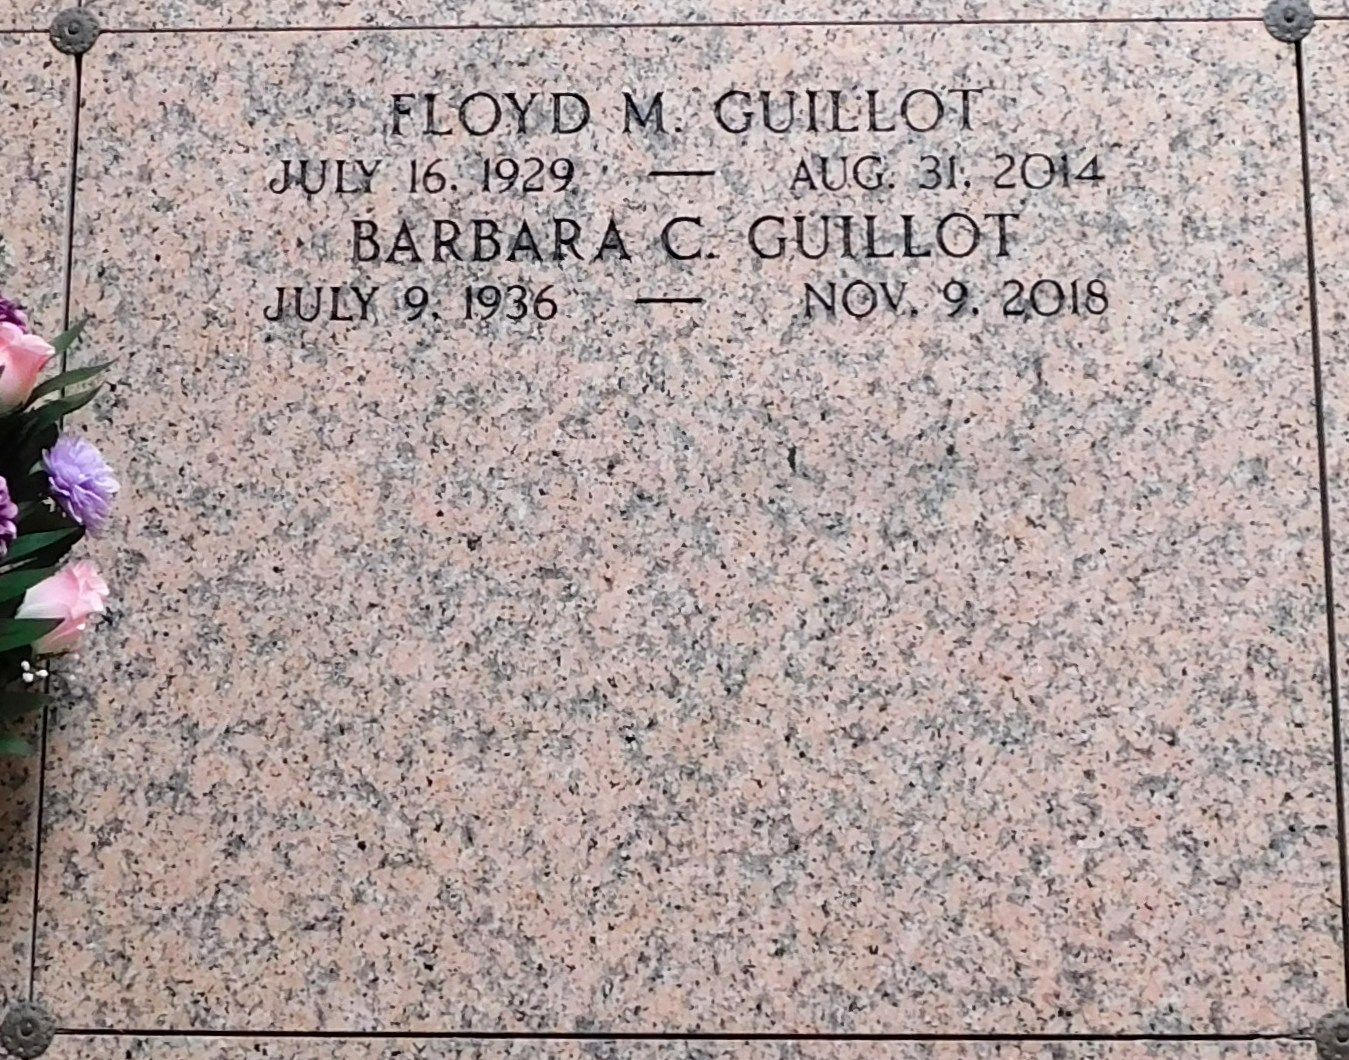 FLOYD M. GUILLOT
JULY 16, 1929 — AUG. 31, 2014
BARBARA C. GUILLOT
JULY 9, 1936 — NOV. 9, 2018